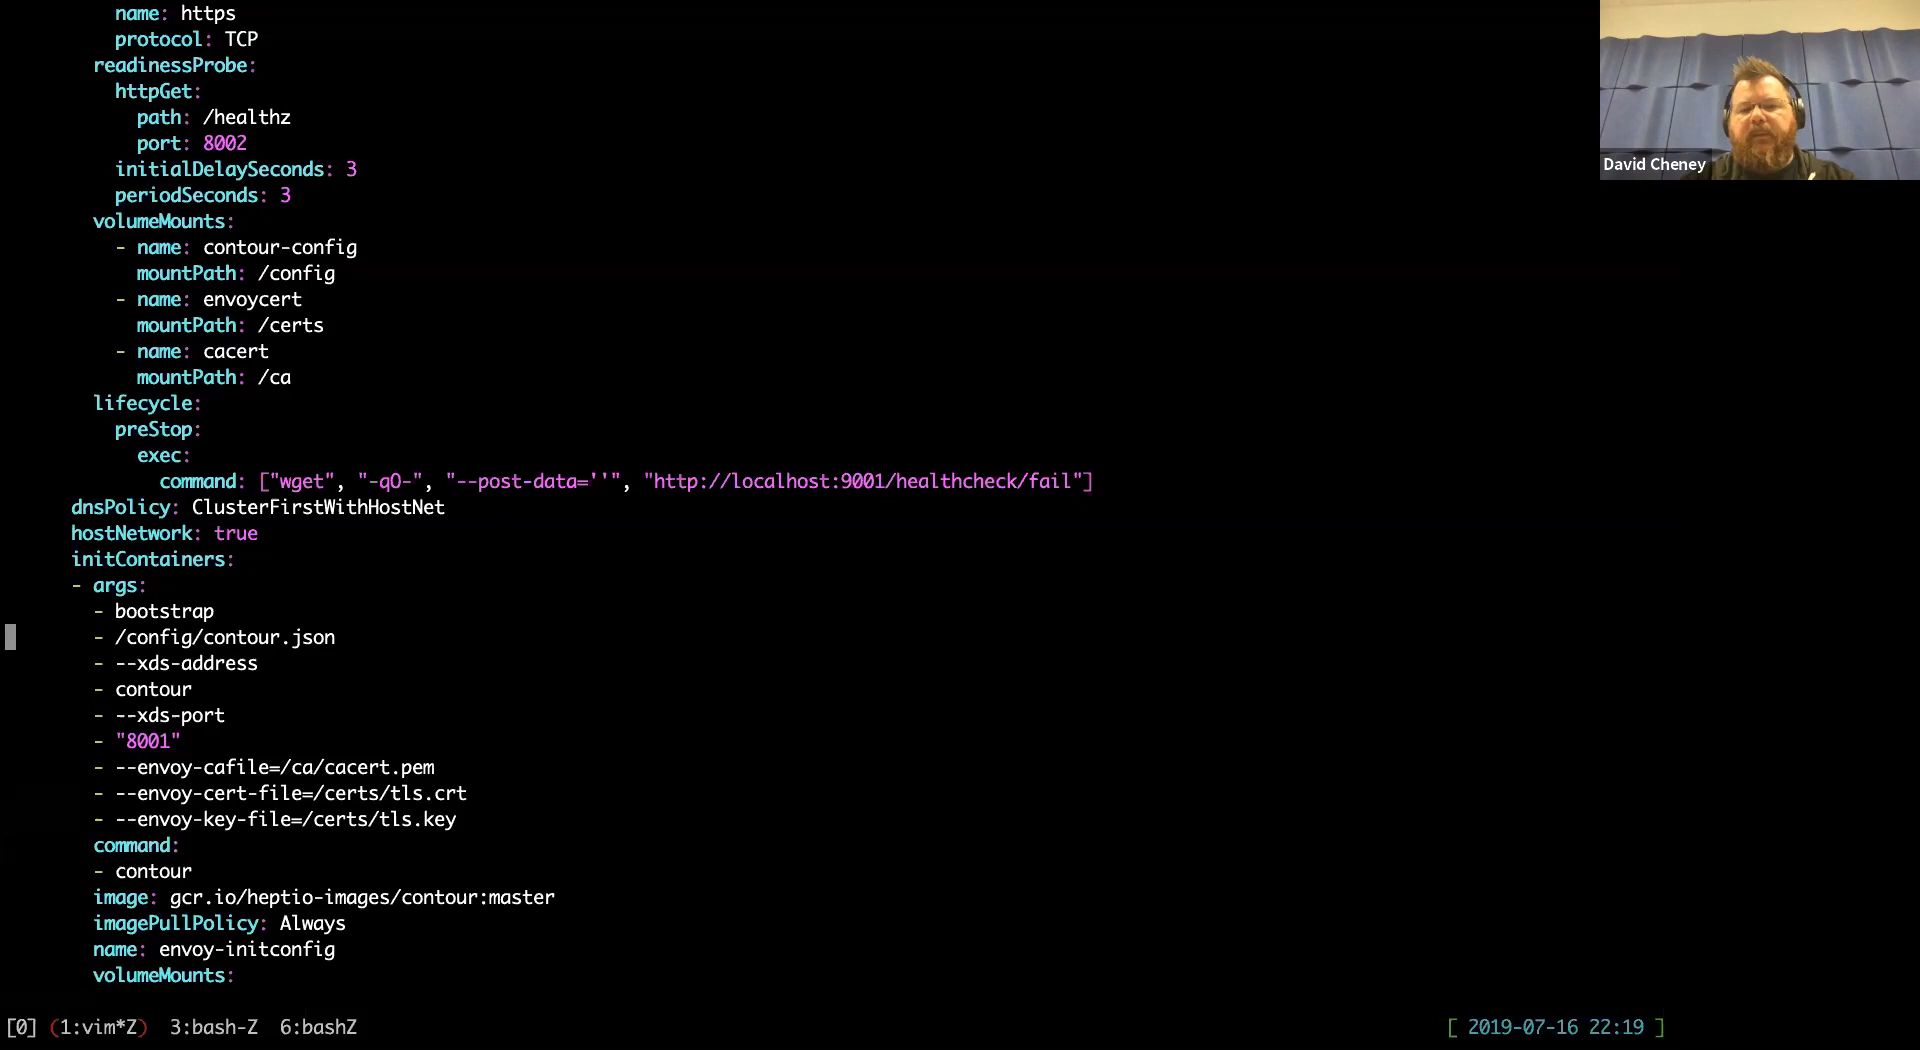 name: https
protocol: TCP
readinessProbe:
httpGet:
path: /healthz
port: 8002
initialDelaySeconds: 3
periodSeconds: 3
volumeMounts:
- name: contour-config
mountPath: /config
- name: envoycert
mountPath: /certs
- name: cacert
mountPath: /ca
lifecycle:
preStop:
exec:
command: ["wget", "-qO-", "--post-data=''", "http://localhost:9001/healthcheck/fail"]
dnsPolicy: ClusterFirstWithHostNet
hostNetwork: true
initContainers:
- args:
- bootstrap
- /config/contour.json
- --xds-address
- contour
- --xds-port
- "8001"
- --envoy-cafile=/ca/cacert.pem
- --envoy-cert-file=/certs/tls.crt
- --envoy-key-file=/certs/tls.key
command:
- contour
image: gcr.io/heptio-images/contour:master
imagePullPolicy: Always
name: envoy-initconfig
volumeMounts:
[0] (1:vim*Z) 3:bash-Z 6:bashZ
[ 2019-07-16 22:19 ]
David Cheney